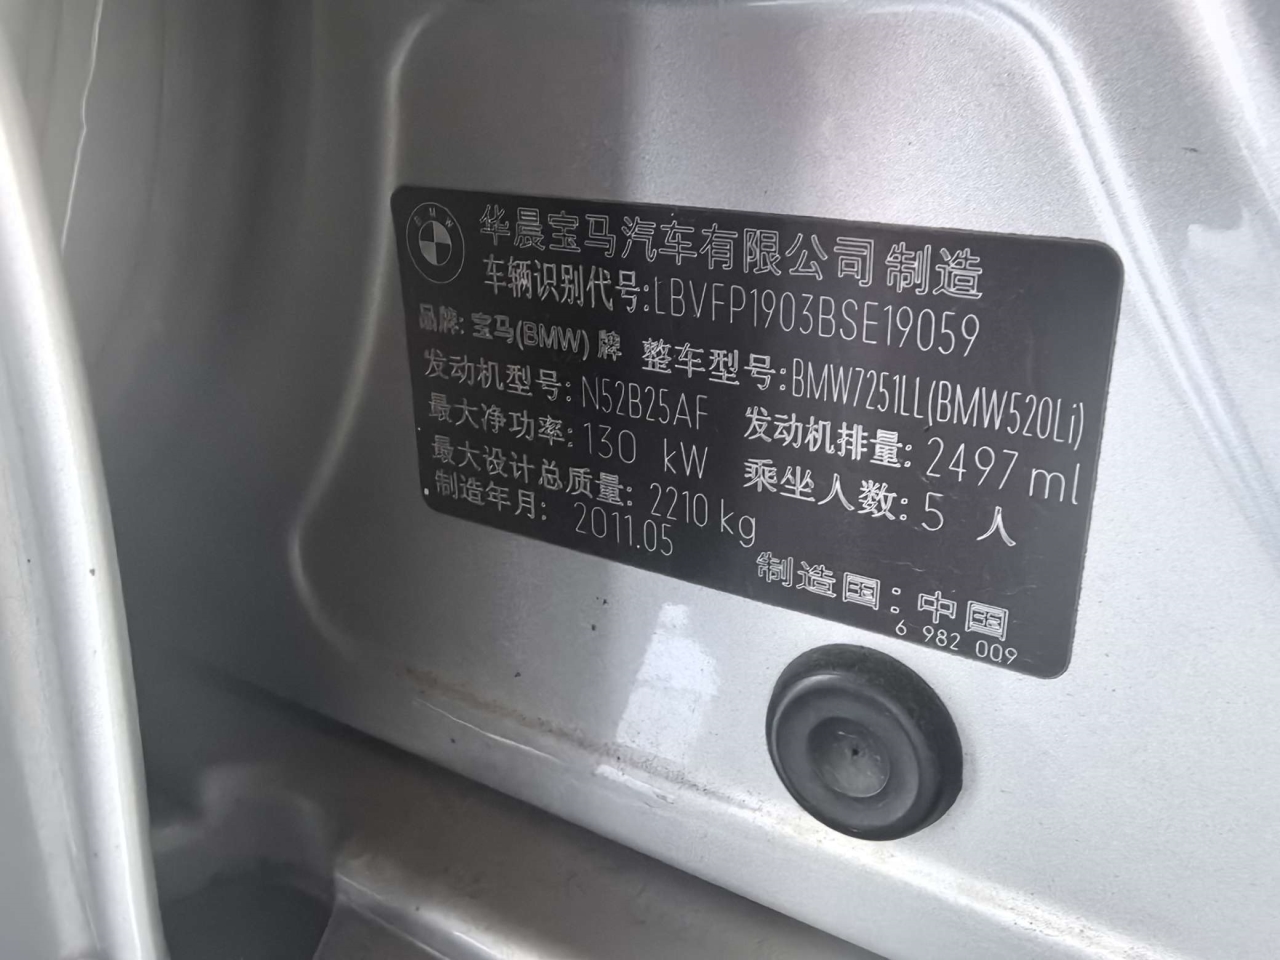 BMW
华晨宝马汽车有限公司制造
车辆识别代号:LBVFP1903BSE19059
品牌:宝马(BMW)牌 整车型号:BMW7251LL(BMW520Li)
发动机型号:N52B25AF 发动机排量:2497ml
最大净功率:130 kW 乘坐人数:5 人
最大设计总质量:2210kg
制造年月:2011.05
制造国:中国
6 982 009